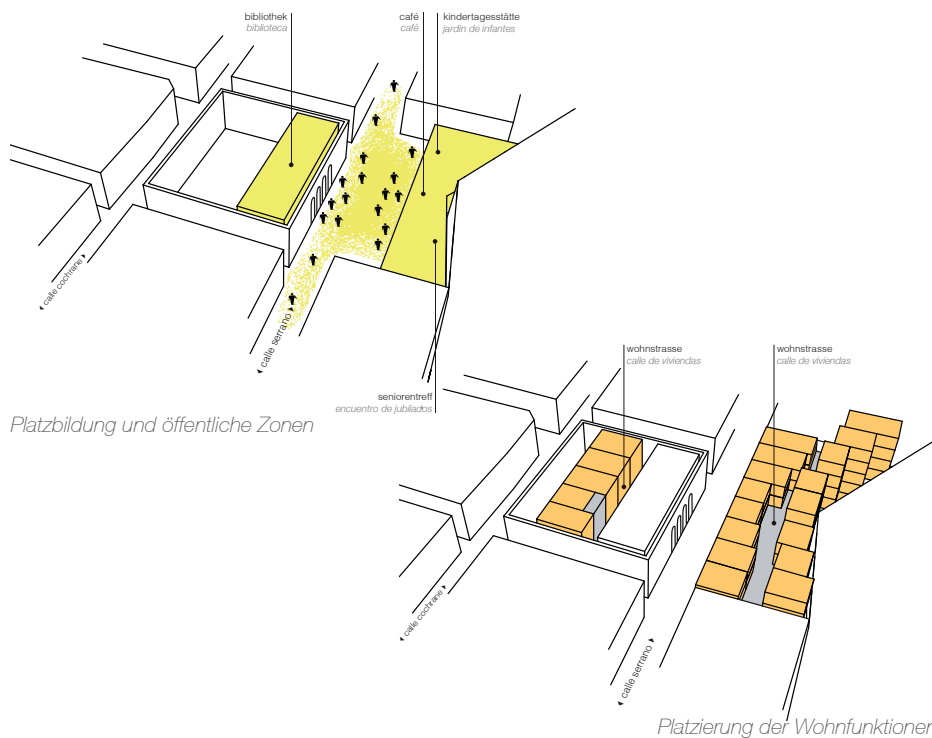 bibliothek
biblioteca
café
café
kindertagesstätte
jardin de infantes
calle cochrane
calle serrano
seniorentreff
encuentro de jubilados
Platzbildung und öffentliche Zonen
wohnstrasse
calle de viviendas
wohnstrasse
calle de viviendas
calle cochrane
calle serrano
Platzierung der Wohnfunktionen